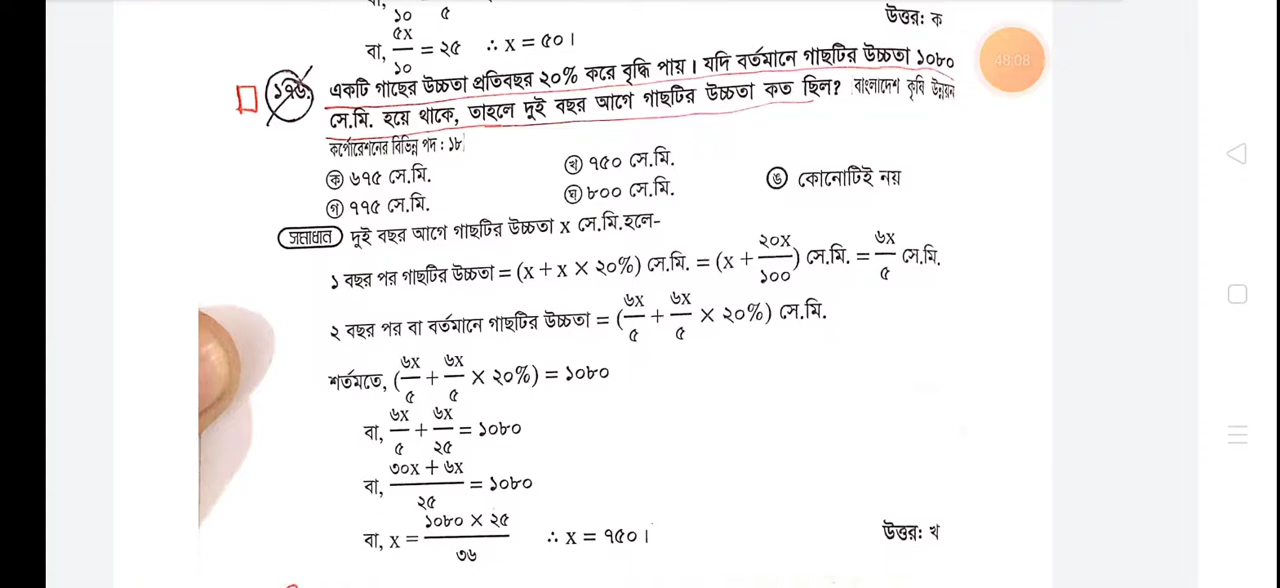 বা, ১০ ৫
উত্তর: ক
বা, ৫x/১০ = ২৫ ∴ x = ৫০।
48:08
১৭৬. একটি গাছের উচ্চতা প্রতিবছর ২০% করে বৃদ্ধি পায়। যদি বর্তমানে গাছটির উচ্চতা ১০৮০
সে.মি. হয়ে থাকে, তাহলে দুই বছর আগে গাছটির উচ্চতা কত ছিল? বাংলাদেশ কৃষি উন্নয়ন
কর্পোরেশনের বিভিন্ন পদ : ১৮
ক ৬৭৫ সে.মি. খ ৭৫০ সে.মি. ঙ কোনোটিই নয়
গ ৭৭৫ সে.মি. ঘ ৮০০ সে.মি.
সমাধান দুই বছর আগে গাছটির উচ্চতা x সে.মি.হলে-
১ বছর পর গাছটির উচ্চতা = (x + x × ২০%) সে.মি. = (x + ২০x/১০০) সে.মি. = ৬x/৫ সে.মি.
২ বছর পর বা বর্তমানে গাছটির উচ্চতা = (৬x/৫ + ৬x/৫ × ২০%) সে.মি.
শর্তমতে, (৬x/৫ + ৬x/৫ × ২০%) = ১০৮০
বা, ৬x/৫ + ৬x/২৫ = ১০৮০
বা, ৩০x + ৬x/২৫ = ১০৮০
বা, x = ১০৮০ × ২৫/৩৬ ∴ x = ৭৫০। উত্তর: খ